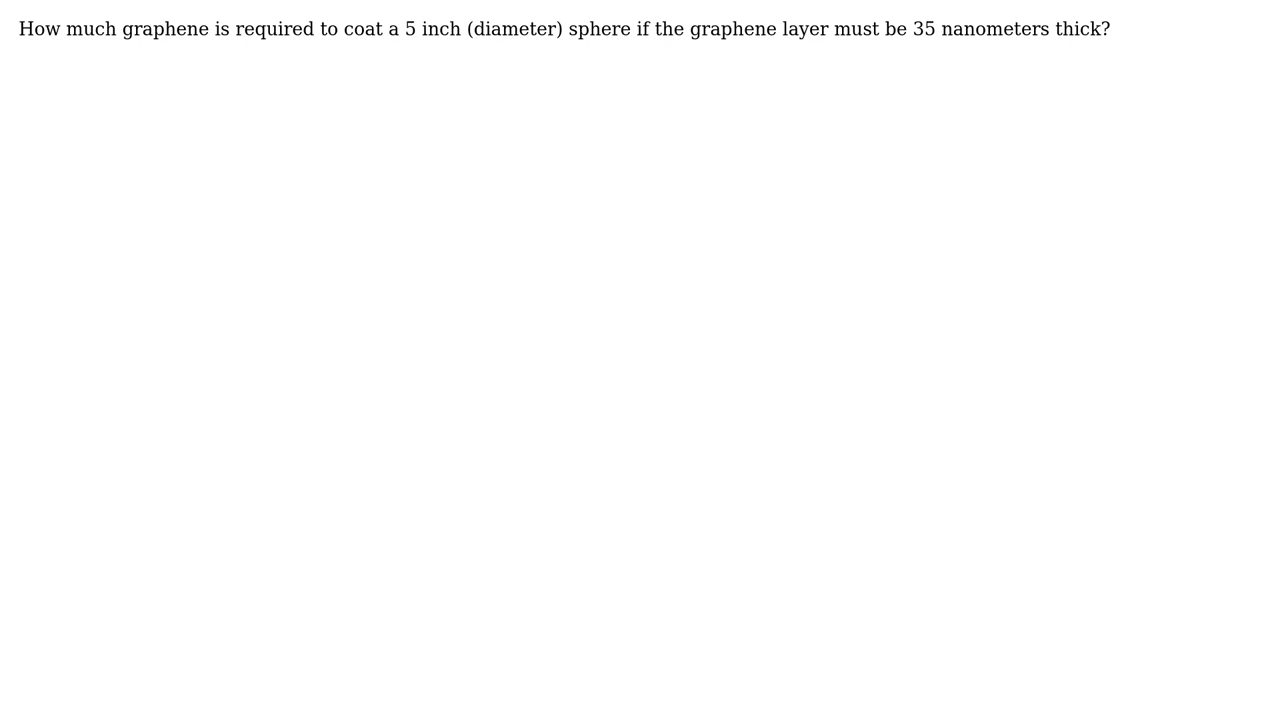 How much graphene is required to coat a 5 inch (diameter) sphere if the graphene layer must be 35 nanometers thick?